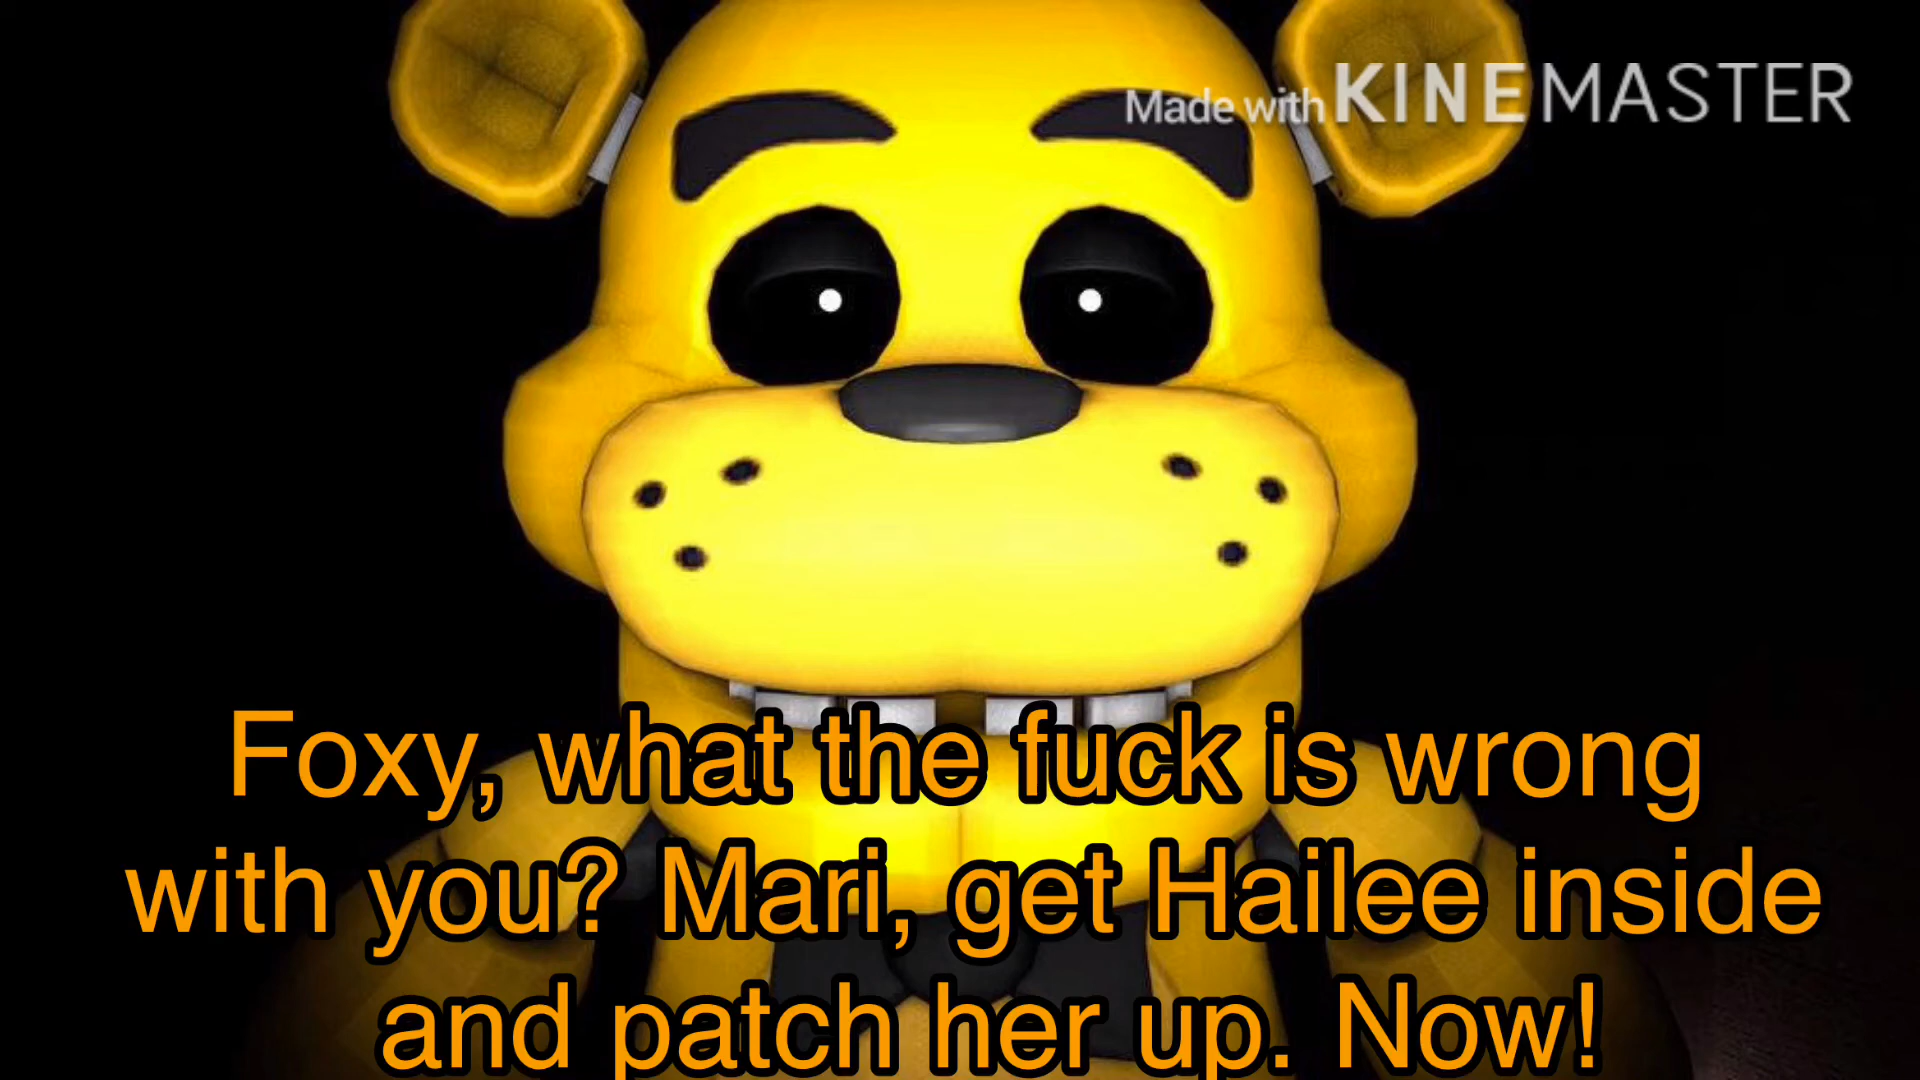 Made with KINEMASTER
Foxy, what the fuck is wrong
with you? Mari, get Hailee inside
and patch her up. Now!